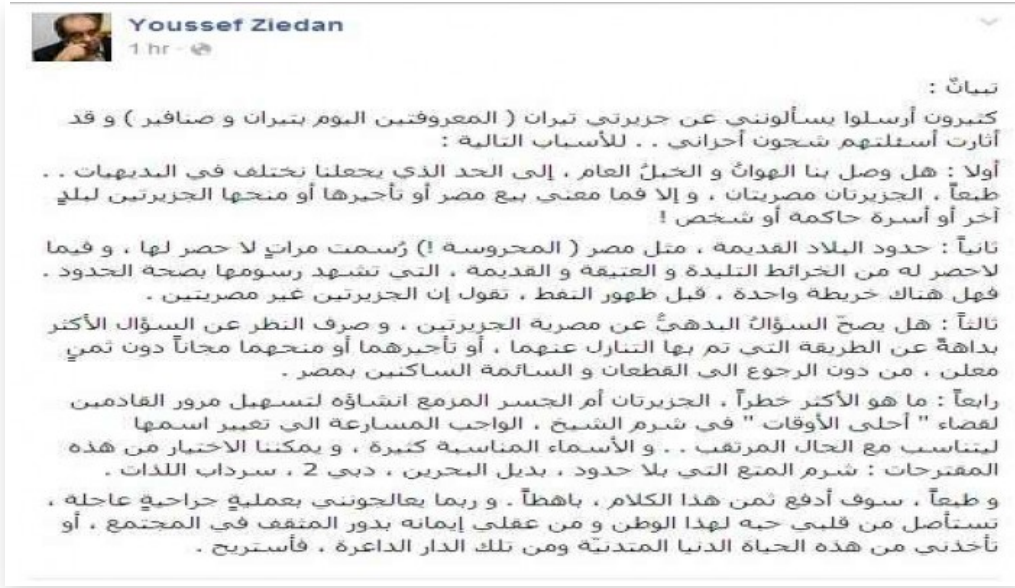 Youssef Ziedan
1 hr
تبيانٌ :
كثيرون أرسلوا يسألونني عن جزيرتي تيران ( المعروفتين اليوم بتيران و صنافير ) و قد
أثارت أسئلتهم شجون أحزاني . . للأسباب التالية :
أولا : هل وصل بنا الهوانُ و الخبلُ العام ، إلى الحد الذي يجعلنا نختلف في البديهيات . .
طبعاً ، الجزيرتان مصريتان ، و إلا فما معني بيع مصر أو تأجيرها أو منحها الجزيرتين لبلدٍ
آخر أو أسرة حاكمة أو شخص !
ثانياً : حدود البلاد القديمة ، مثل مصر ( المحروسة !) رُسمت مراتٍ لا حصر لها ، و فيما
لاحصر له من الخرائط التليدة و العتيقة و القديمة ، التي تشهد رسومها بصحة الحدود .
فهل هناك خريطة واحدة ، قبل ظهور النفط ، تقول إن الجزيرتين غير مصريتين .
ثالثاً : هل يصحّ السؤالُ البدهيُّ عن مصرية الجزيرتين ، و صرف النظر عن السؤال الأكثر
بداهةً عن الطريقة التي تم بها التنازل عنهما ، أو تأجيرهما أو منحهما مجاناً دون ثمنٍ
معلن ، من دون الرجوع الى القطعان و السائمة الساكنين بمصر .
رابعاً : ما هو الأكثر خطراً ، الجزيرتان أم الجسر المزمع انشاؤه لتسهيل مرور القادمين
لقضاء " أحلى الأوقات " في شرم الشيخ ، الواجب المسارعة الي تغيير اسمها
ليتناسب مع الحال المرتقب . . و الأسماء المناسبة كثيرة ، و يمكننا الاختيار من هذه
المقترحات : شرم المتع التي بلا حدود ، بديل البحرين ، دبي 2 ، سرداب اللذات .
و طبعاً ، سوف أدفع ثمن هذا الكلام ، باهظاً . و ربما يعالجونني بعمليةٍ جراحيةٍ عاجلة ،
تستأصل من قلبي حبه لهذا الوطن و من عقلي إيمانه بدور المثقف في المجتمع ، أو
تأخذني من هذه الحياة الدنيا المتدنيّة ومن تلك الدار الداعرة ، فأستريح .